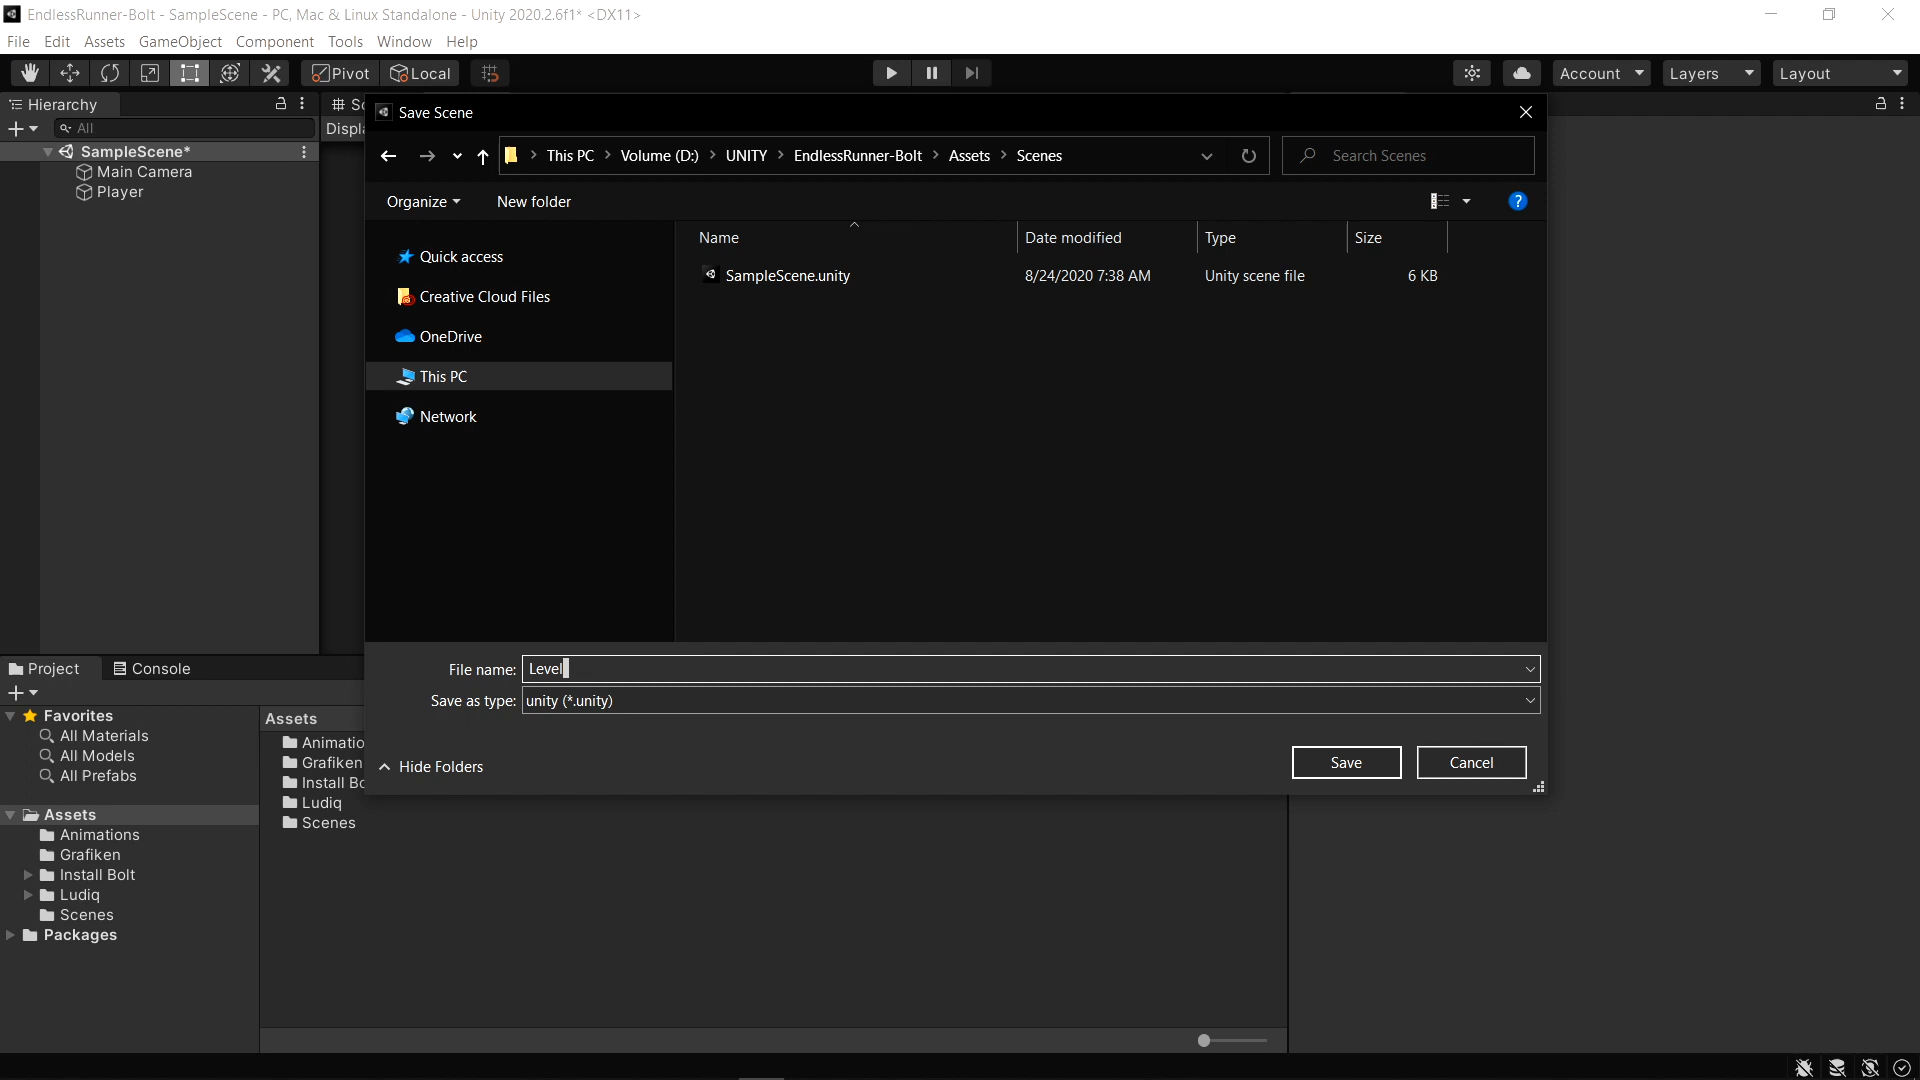 EndlessRunner-Bolt - SampleScene - PC, Mac & Linux Standalone - Unity 2020.2.6f1* <DX11>
File Edit Assets GameObject Component Tools Window Help
Pivot Local Account Layers Layout
Hierarchy
All
SampleScene*
Main Camera
Player
Sc
Displa
Save Scene
This PC Volume (D:) UNITY EndlessRunner-Bolt Assets Scenes
Search Scenes
Organize New folder
?
Quick access
Creative Cloud Files
OneDrive
This PC
Network
Name Date modified Type Size
SampleScene.unity 8/24/2020 7:38 AM Unity scene file 6 KB
File name: Level
Save as type: unity (*.unity)
Hide Folders
Save Cancel
Project Console
Favorites
All Materials
All Models
All Prefabs
Assets
Animations
Grafiken
Install Bolt
Ludiq
Scenes
Packages
Assets
Animatio
Grafiken
Install Bo
Ludiq
Scenes